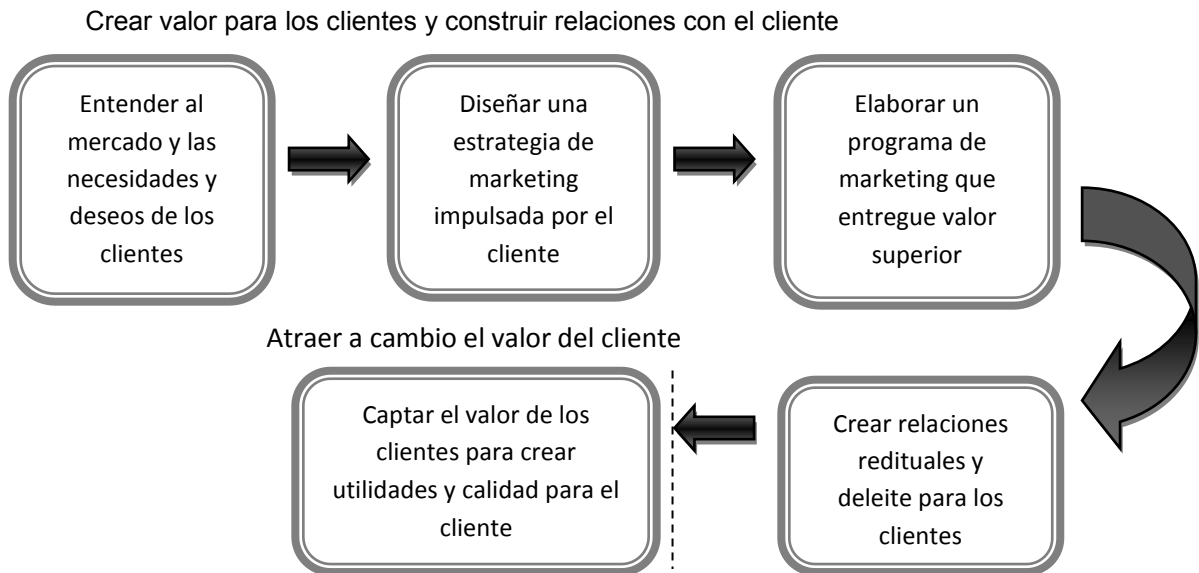 Crear valor para los clientes y construir relaciones con el cliente
Entender al
mercado y las
necesidades y
deseos de los
clientes
Diseñar una
estrategia de
marketing
impulsada por el
cliente
Elaborar un
programa de
marketing que
entregue valor
superior
Crear relaciones
redituales y
deleite para los
clientes
Atraer a cambio el valor del cliente
Captar el valor de los
clientes para crear
utilidades y calidad para el
cliente